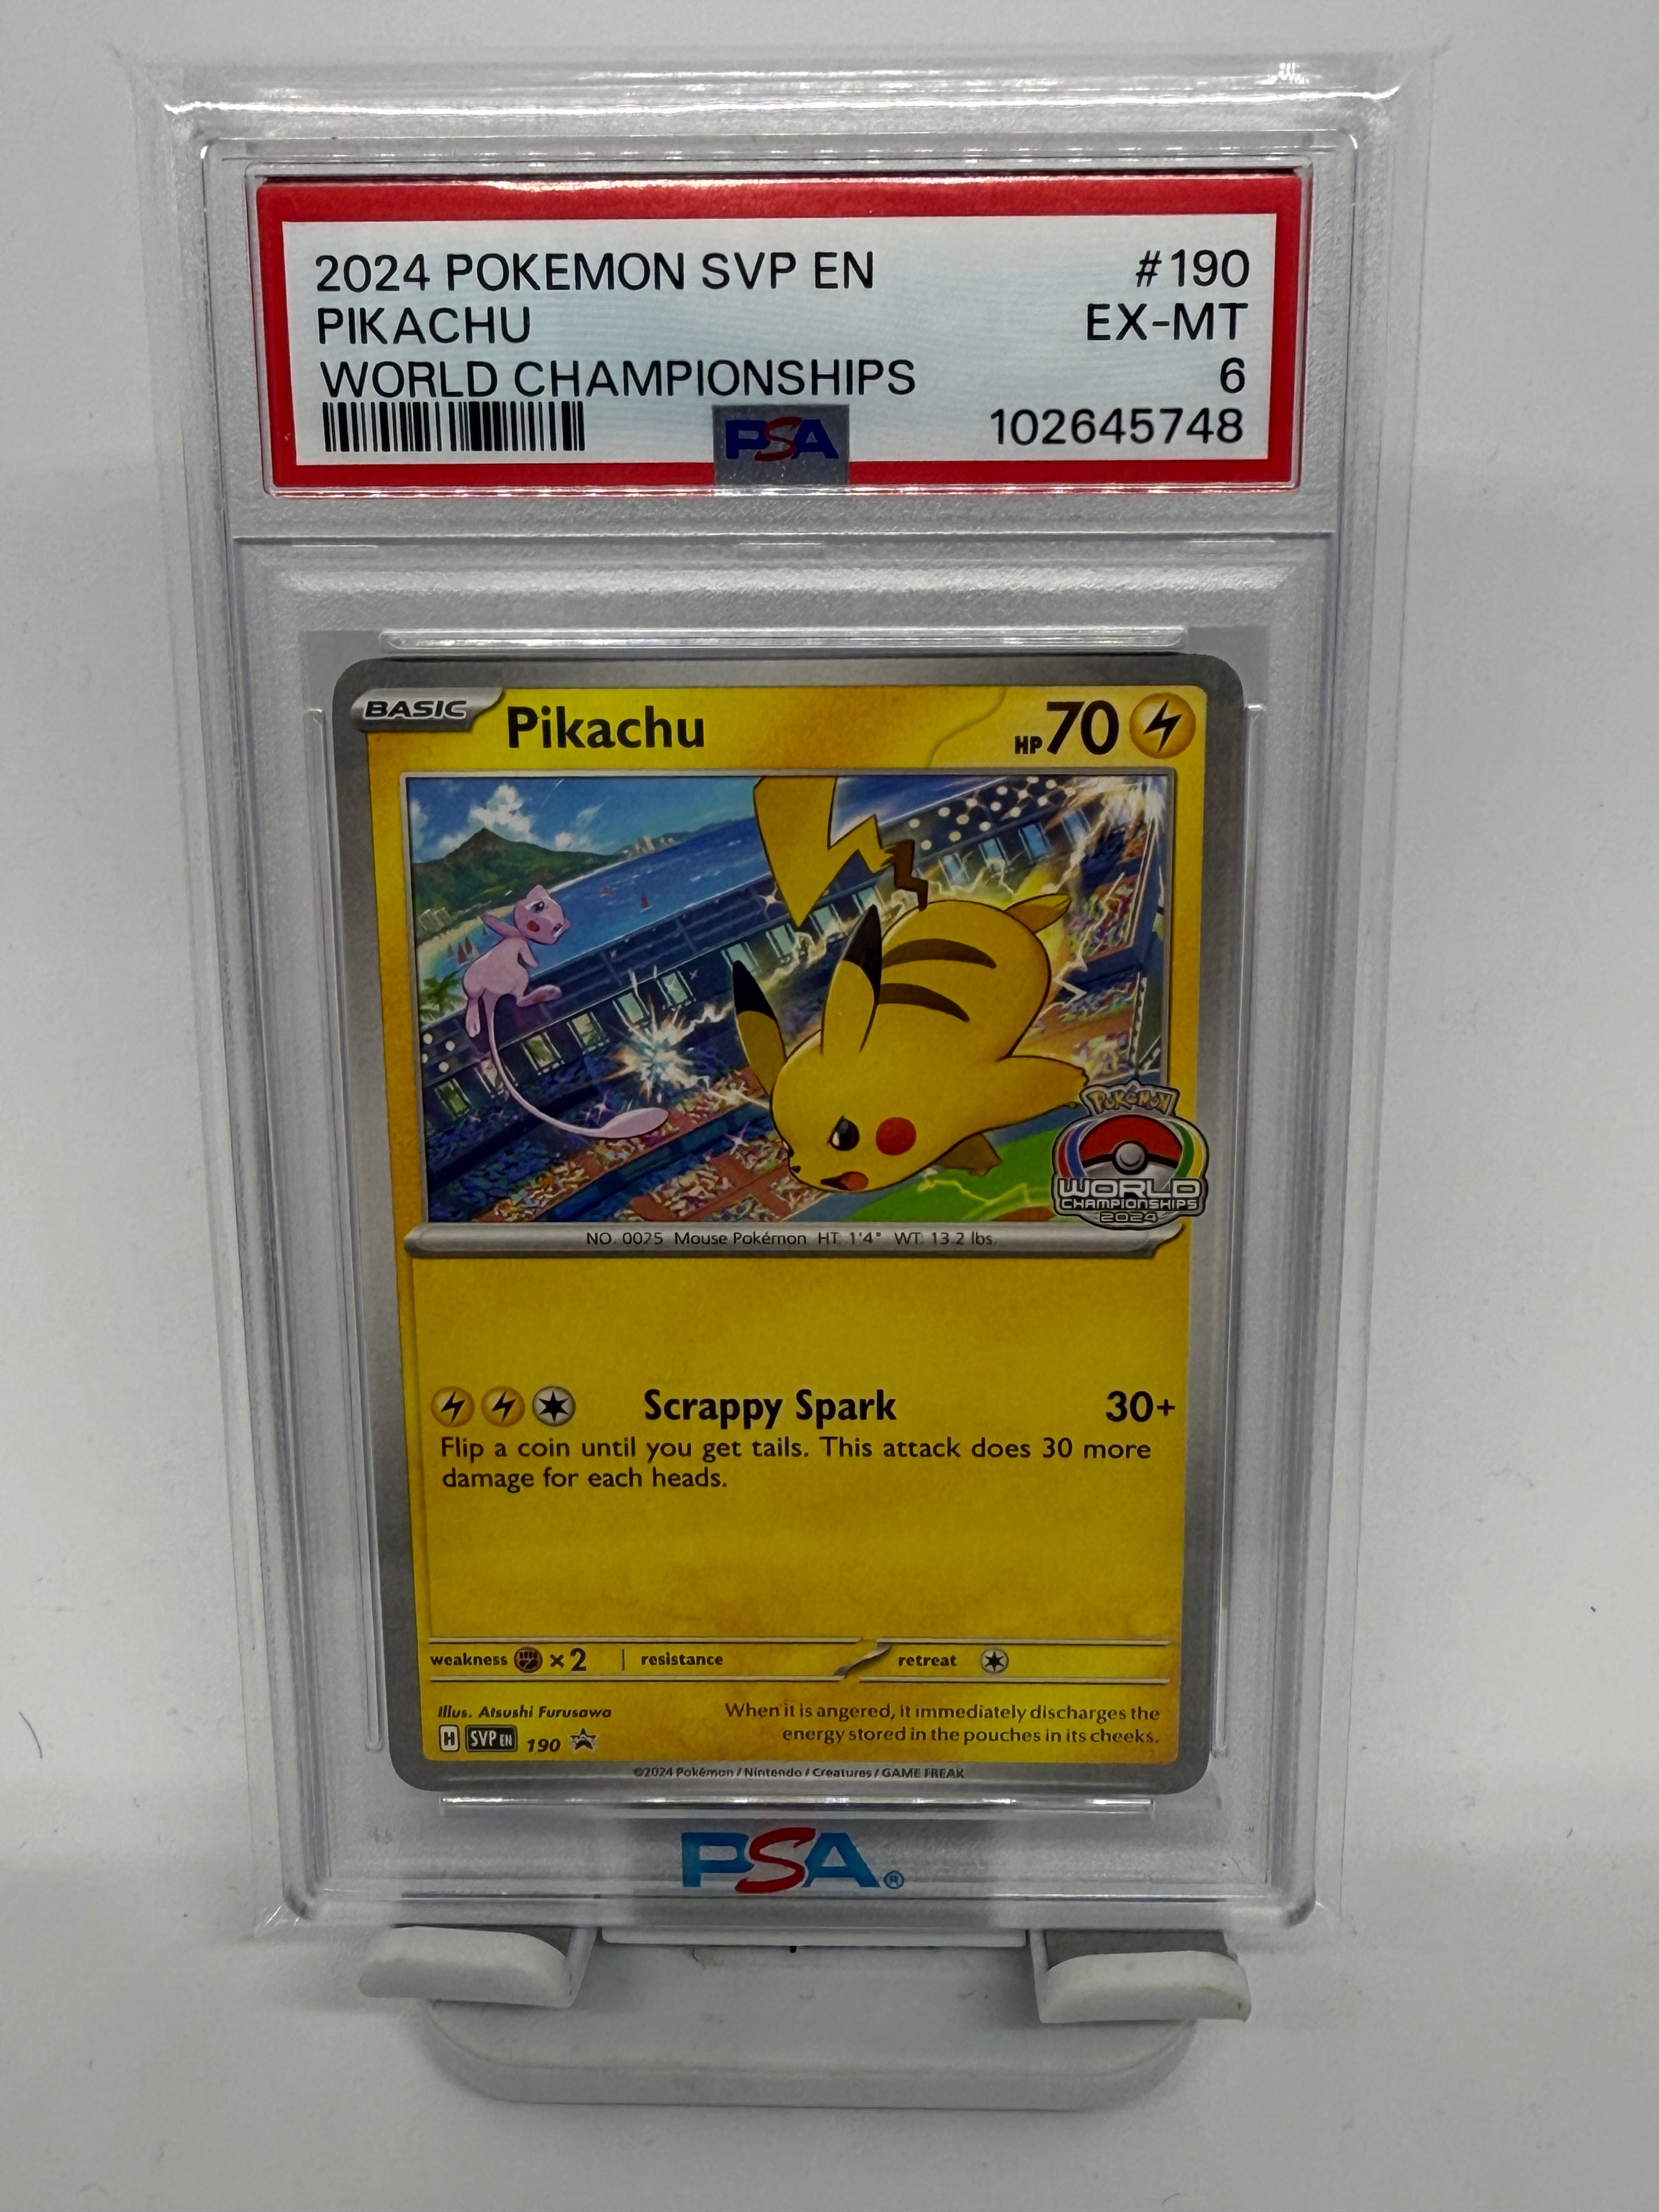 2024 POKEMON SVP EN #190
PIKACHU EX-MT
WORLD CHAMPIONSHIPS 6
PSA 102645748
BASIC Pikachu HP 70
POKéMON
WORLD
CHAMPIONSHIPS
2024
NO. 0025 Mouse Pokémon HT: 1'4" WT: 13.2 lbs.
Scrappy Spark 30+
Flip a coin until you get tails. This attack does 30 more
damage for each heads.
weakness ×2 resistance retreat
Illus. Atsushi Furusawa
When it is angered, it immediately discharges the
energy stored in the pouches in its cheeks.
H SVP EN 190
©2024 Pokémon / Nintendo / Creatures / GAME FREAK
PSA®